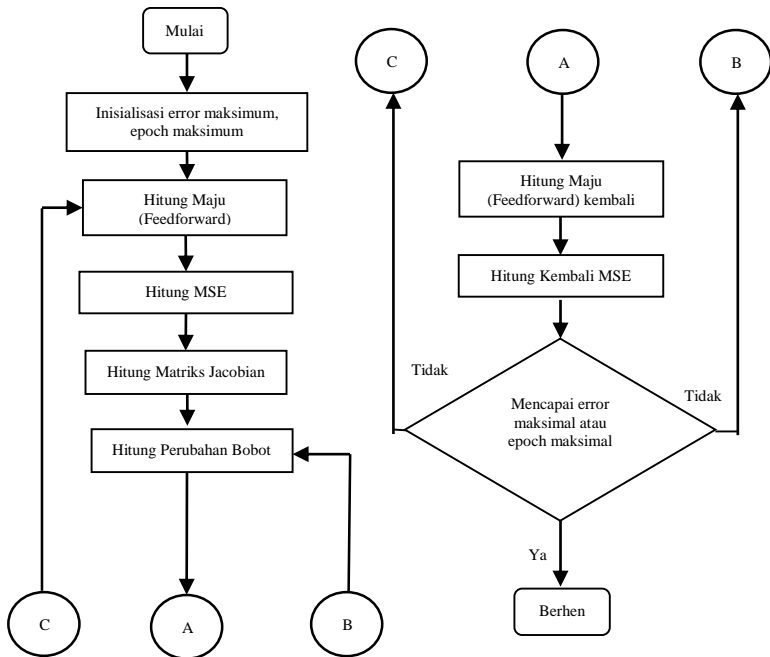 Mulai
Inisialisasi error maksimum,
epoch maksimum
Hitung Maju
(Feedforward)
Hitung MSE
Hitung Matriks Jacobian
Hitung Perubahan Bobot
C
A
B
C
A
B
Hitung Maju
(Feedforward) kembali
Hitung Kembali MSE
Tidak
Tidak
Mencapai error
maksimal atau
epoch maksimal
Ya
Berhen